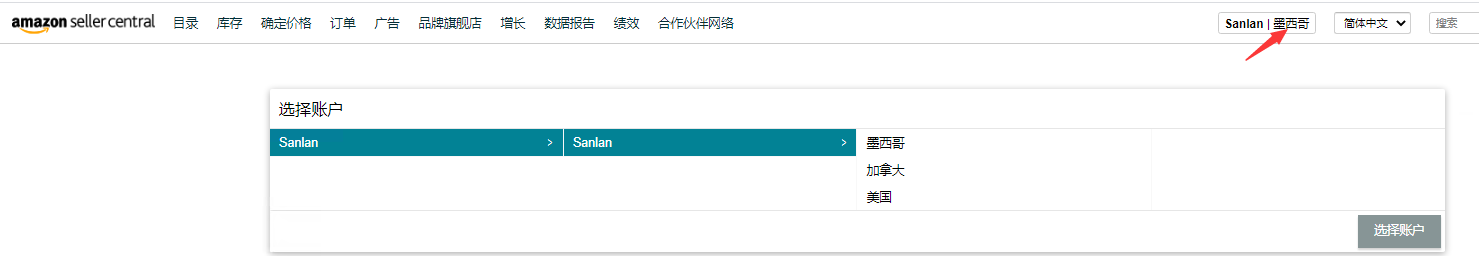 amazon seller central 目录 库存 确定价格 订单 广告 品牌旗舰店 增长 数据报告 绩效 合作伙伴网络 Sanlan | 墨西哥 简体中文 搜索
选择账户
Sanlan > Sanlan > 墨西哥
加拿大
美国
选择账户